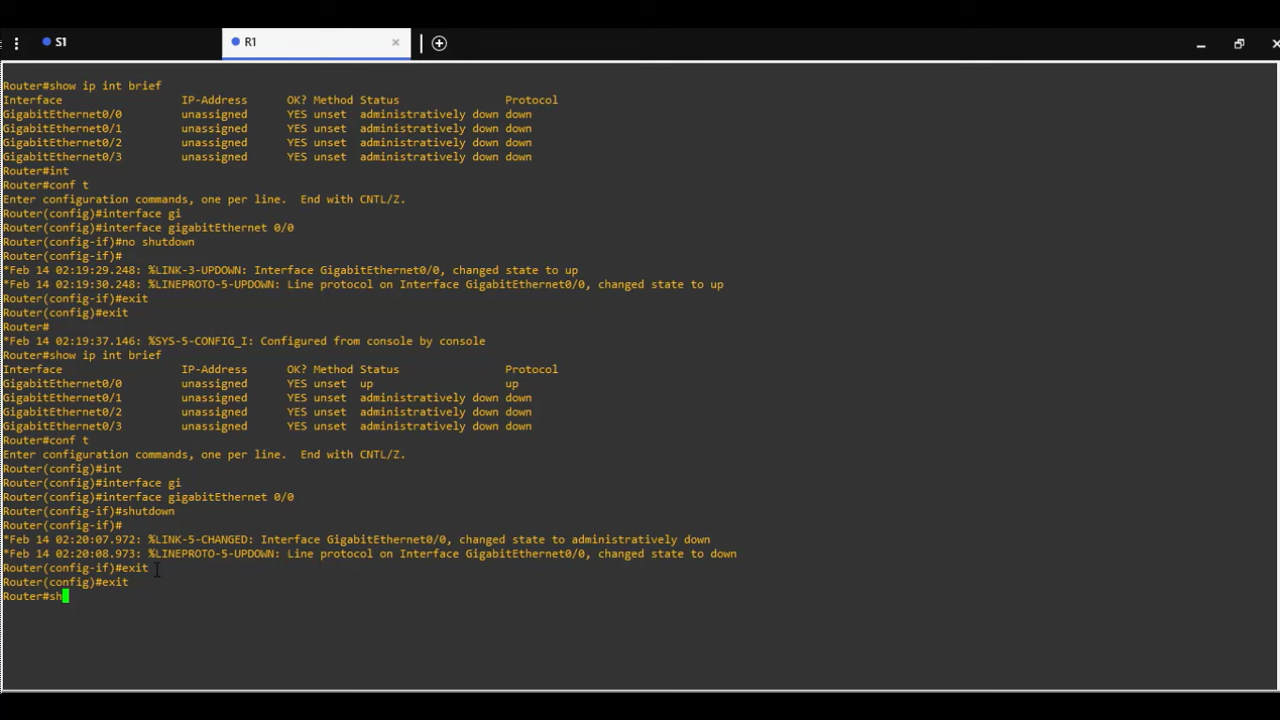 S1
R1
Router#show ip int brief
Interface IP-Address OK? Method Status Protocol
GigabitEthernet0/0 unassigned YES unset administratively down down
GigabitEthernet0/1 unassigned YES unset administratively down down
GigabitEthernet0/2 unassigned YES unset administratively down down
GigabitEthernet0/3 unassigned YES unset administratively down down
Router#int
Router#conf t
Enter configuration commands, one per line. End with CNTL/Z.
Router(config)#interface gi
Router(config)#interface gigabitEthernet 0/0
Router(config-if)#no shutdown
Router(config-if)#
*Feb 14 02:19:29.248: %LINK-3-UPDOWN: Interface GigabitEthernet0/0, changed state to up
*Feb 14 02:19:30.248: %LINEPROTO-5-UPDOWN: Line protocol on Interface GigabitEthernet0/0, changed state to up
Router(config-if)#exit
Router(config)#exit
Router#
*Feb 14 02:19:37.146: %SYS-5-CONFIG_I: Configured from console by console
Router#show ip int brief
Interface IP-Address OK? Method Status Protocol
GigabitEthernet0/0 unassigned YES unset up up
GigabitEthernet0/1 unassigned YES unset administratively down down
GigabitEthernet0/2 unassigned YES unset administratively down down
GigabitEthernet0/3 unassigned YES unset administratively down down
Router#conf t
Enter configuration commands, one per line. End with CNTL/Z.
Router(config)#int
Router(config)#interface gi
Router(config)#interface gigabitEthernet 0/0
Router(config-if)#shutdown
Router(config-if)#
*Feb 14 02:20:07.972: %LINK-5-CHANGED: Interface GigabitEthernet0/0, changed state to administratively down
*Feb 14 02:20:08.973: %LINEPROTO-5-UPDOWN: Line protocol on Interface GigabitEthernet0/0, changed state to down
Router(config-if)#exit
Router(config)#exit
Router#sh